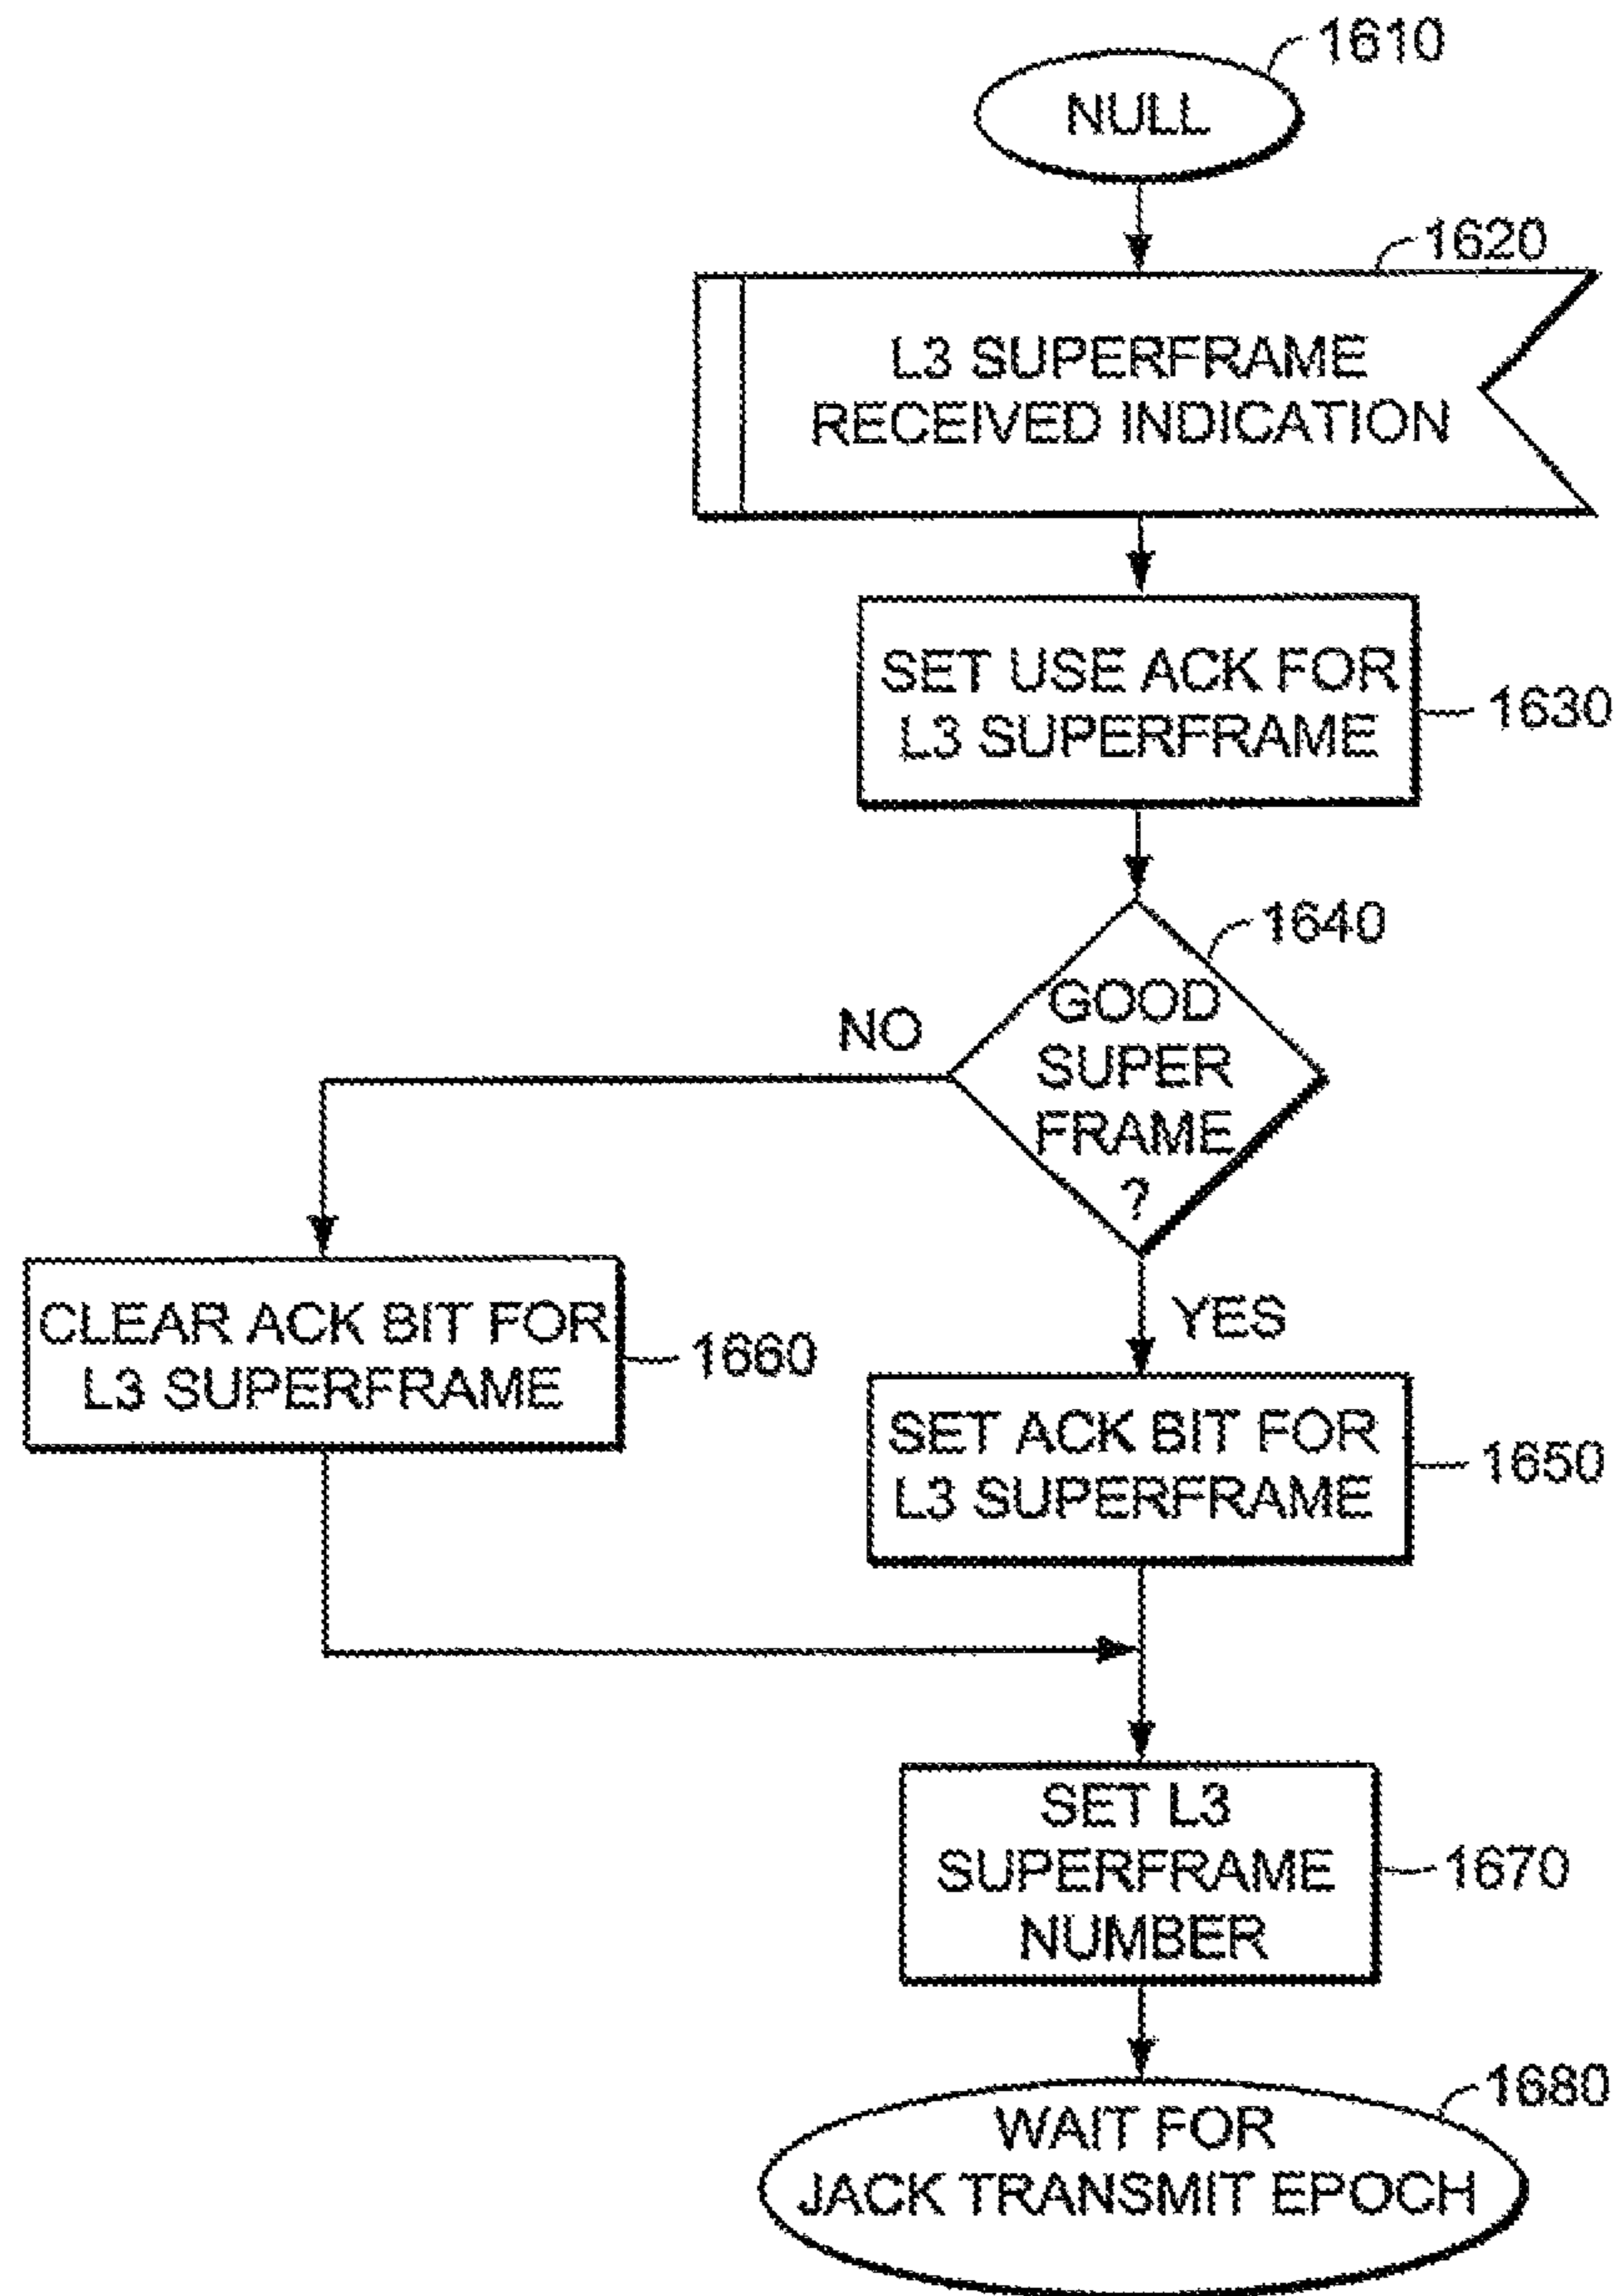 1610
NULL
1620
L3 SUPERFRAME
RECEIVED INDICATION
SET USE ACK FOR
L3 SUPERFRAME
1630
1640
GOOD
SUPER
FRAME
?
NO
YES
CLEAR ACK BIT FOR
L3 SUPERFRAME
1660
SET ACK BIT FOR
L3 SUPERFRAME
1650
SET L3
SUPERFRAME
NUMBER
1670
1680
WAIT FOR
JACK TRANSMIT EPOCH